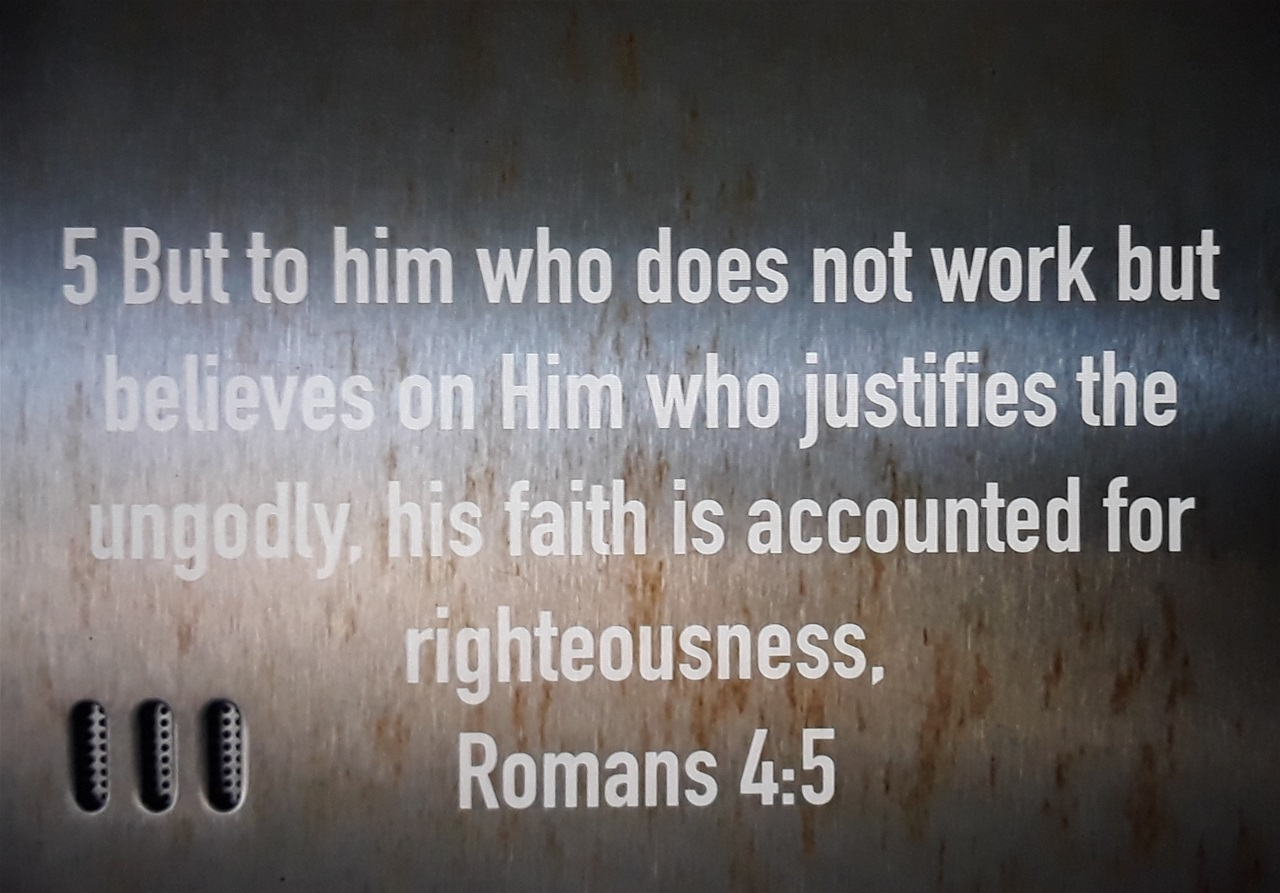 5 But to him who does not work but
believes on Him who justifies the
ungodly, his faith is accounted for
righteousness,
Romans 4:5